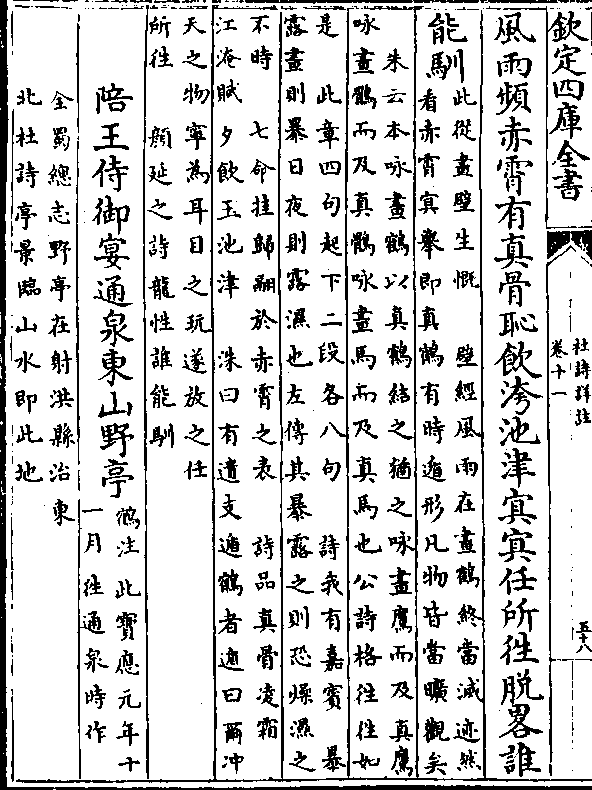 欽定四庫全書
杜詩詳註
卷十一
五十八
風雨頻赤霄有真骨恥飲洿池津冥冥任所徃脱畧誰
能馴
此從畫壁生慨　壁經風雨在畫鶴終當滅迹然
看赤霄冥舉即真鶴有時遁形凡物皆當曠觀矣
朱云本咏畫鶴以真鶴結之猶之咏畫鷹而及真鷹
咏畫鶻而及真鶻咏畫馬而及真馬也公詩格徃徃如
是　此章四句起下二段各八句　詩我有嘉賓　暴
露晝則暴日夜則露濕也左傳其暴露之則恐燥濕之
不時　七命挂歸翮於赤霄之表　詩品真骨凌霜
江淹賦夕飲玉池津　洙曰有遺支遁鶴者遁曰爾冲
天之物寧為耳目之玩遂放之任
所徃　顔延之詩龍性誰能馴
陪王侍御宴通泉東山野亭
鶴注此寶應元年十
一月徃通泉時作
全蜀總志野亭在射洪縣治東
北杜詩亭景臨山水即此地